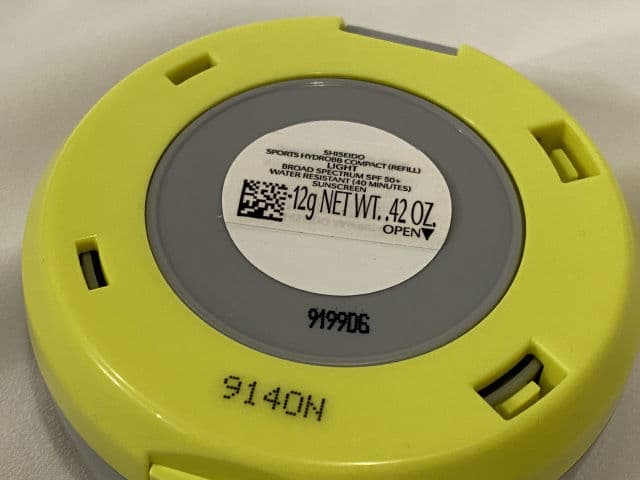 SHISEIDO
SPORTS HYDROBB COMPACT (REFILL)
LIGHT
BROAD SPECTRUM SPF 50+
WATER RESISTANT (40 MINUTES)
SUNSCREEN
12g NET WT. .42 OZ.
OPEN▼
9199DG
9140N